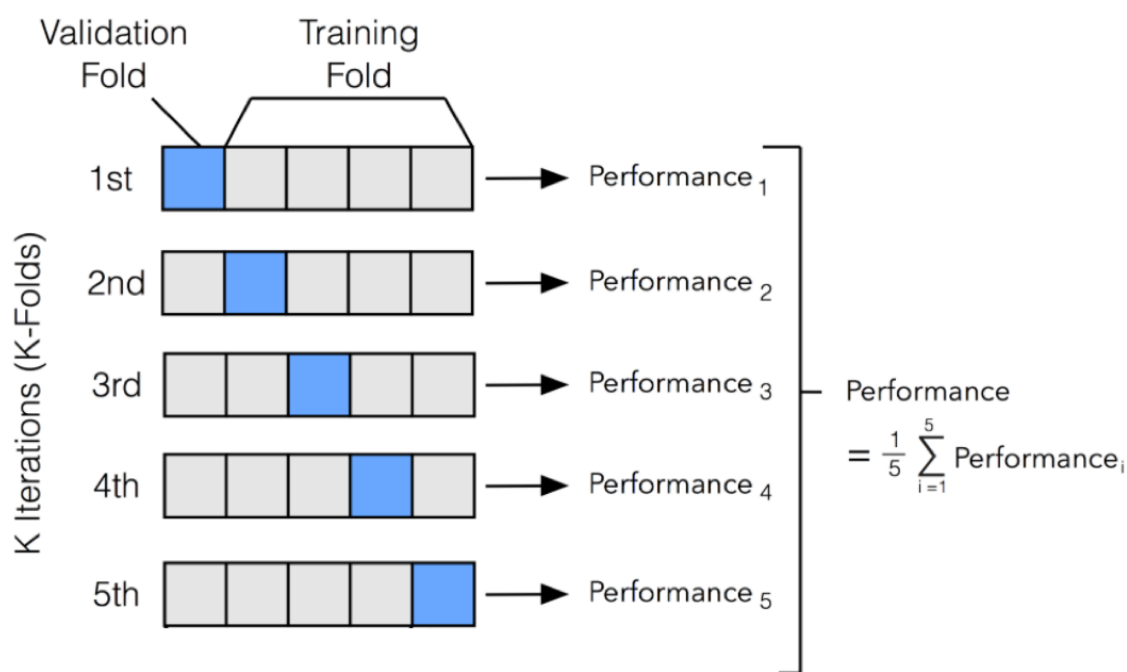 Validation
Fold
Training
Fold
K Iterations (K-Folds)
1st
Performance 1
2nd
Performance 2
3rd
Performance 3
4th
Performance 4
5th
Performance 5
Performance
= 1/5 5 ∑ i=1 Performance i